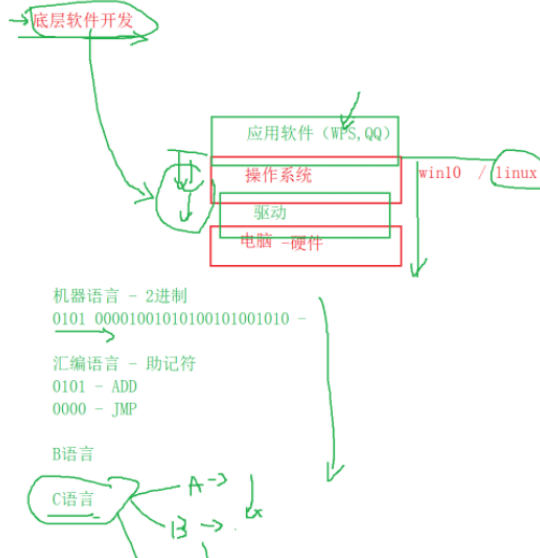 底层软件开发
应用软件（WPS,QQ）
操作系统
win10 / linux
驱动
电脑 -硬件
机器语言 - 2进制
0101 00001001010100101001010 -
汇编语言 - 助记符
0101 - ADD
0000 - JMP
B语言
C语言
A
B